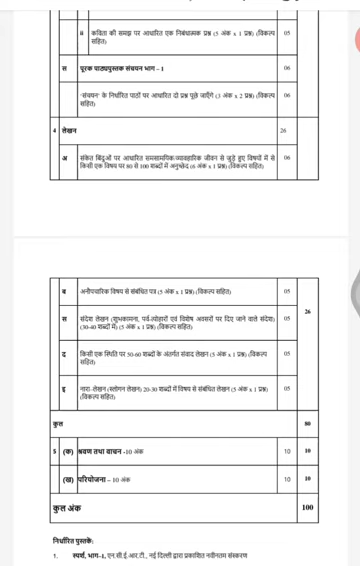 ii कविता की समझ पर आधारित एक निबंधात्मक प्रश्न (5 अंक x 1 प्रश्न) (विकल्प 05
सहित)
स पूरक पाठ्यपुस्तक संचयन भाग – 1 06
'संचयन' के निर्धारित पाठों पर आधारित दो प्रश्न पूछे जाएँगे (3 अंक x 2 प्रश्न) (विकल्प 06
सहित)
4 लेखन 26
अ संकेत बिंदुओं पर आधारित समसामयिक/व्यावहारिक जीवन से जुड़े हुए विषयों में से 06
किसी एक विषय पर 80 से 100 शब्दों में अनुच्छेद (6 अंक x 1 प्रश्न) (विकल्प सहित)
ब अनौपचारिक विषय से संबंधित पत्र (5 अंक x 1 प्रश्न) (विकल्प सहित) 05
26
स संदेश लेखन (शुभकामना, पर्व-त्योहारों एवं विशेष अवसरों पर दिए जाने वाले संदेश) 05
(30-40 शब्दों में) (5 अंक x 1 प्रश्न) (विकल्प सहित)
द किसी एक स्थिति पर 50-60 शब्दों के अंतर्गत संवाद लेखन (5 अंक x 1 प्रश्न) (विकल्प 05
सहित)
इ नारा-लेखन (स्लोगन लेखन) 20-30 शब्दों में विषय से संबंधित लेखन (5 अंक x 1 प्रश्न) 05
(विकल्प सहित)
कुल 80
5 (क) श्रवण तथा वाचन -10 अंक 10 10
(ख) परियोजना – 10 अंक 10 10
कुल अंक 100
निर्धारित पुस्तकें:
1. स्पर्श, भाग-1, एन.सी.ई.आर.टी., नई दिल्ली द्वारा प्रकाशित नवीनतम संस्करण